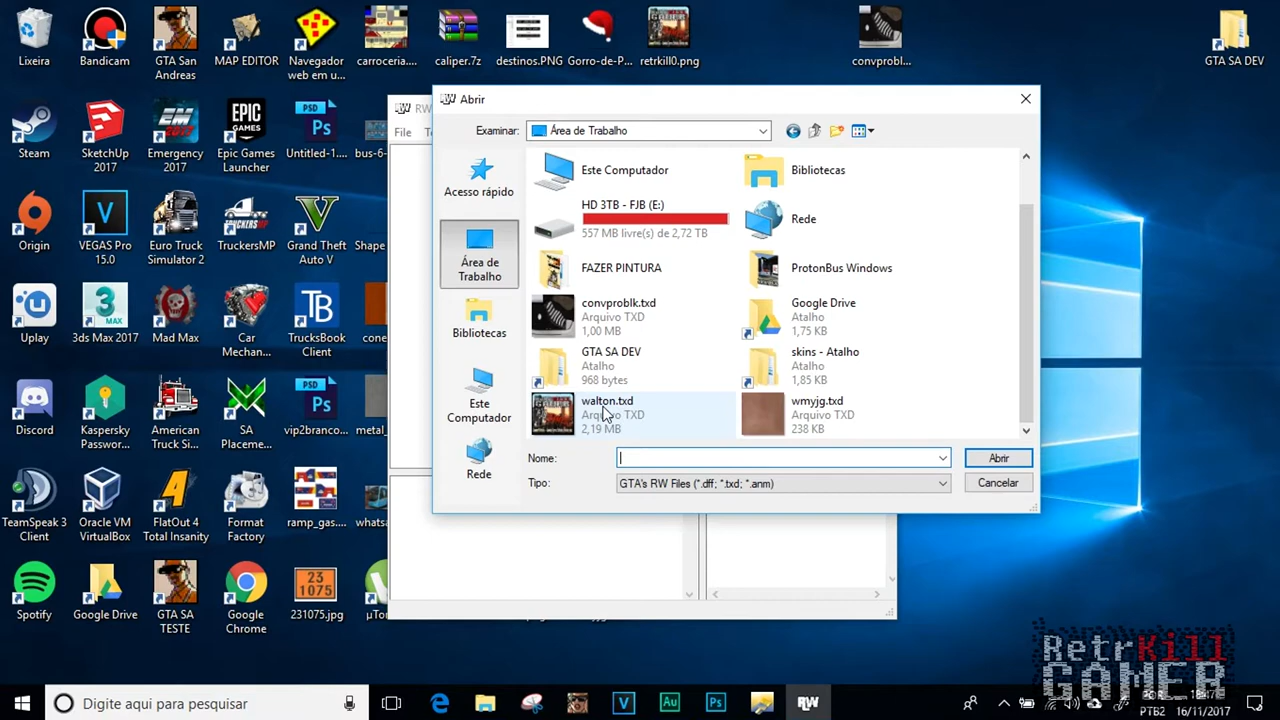 Lixeira
Bandicam
GTA San
Andreas
MAP EDITOR
Navegador
web em u...
carroceria....
caliper.7z
destinos.PNG
Gorro-de-P...
retrkill0.png
convprobl...
GTA SA DEV
Steam
SketchUp
2017
Emergency
2017
Epic Games
Launcher
Untitled-1....
bus-6-
Origin
VEGAS Pro
15.0
Euro Truck
Simulator 2
TruckersMP
Grand Theft
Auto V
Shape
Uplay
3ds Max 2017
Mad Max
Car
Mechan...
TrucksBook
Client
cone
Discord
Kaspersky
Passwor...
American
Truck Si...
SA
Placeme...
vip2branco...
metal_
TeamSpeak 3
Client
Oracle VM
VirtualBox
FlatOut 4
Total Insanity
Format
Factory
ramp_gas....
whatsa
Spotify
Google Drive
GTA SA
TESTE
Google
Chrome
231075.jpg
µTor
RW
File
Abrir
Examinar:
Área de Trabalho
Acesso rápido
Área de
Trabalho
Bibliotecas
Este
Computador
Rede
Este Computador
Bibliotecas
HD 3TB - FJB (E:)
557 MB livre(s) de 2,72 TB
Rede
FAZER PINTURA
ProtonBus Windows
convproblk.txd
Arquivo TXD
1,00 MB
Google Drive
Atalho
1,75 KB
GTA SA DEV
Atalho
968 bytes
skins - Atalho
Atalho
1,85 KB
walton.txd
Arquivo TXD
2,19 MB
wmyjg.txd
Arquivo TXD
238 KB
Nome:
Abrir
Tipo:
GTA's RW Files (*.dff; *.txd; *.anm)
Cancelar
RetrKill
GAMER
Digite aqui para pesquisar
PTB2
16/11/2017